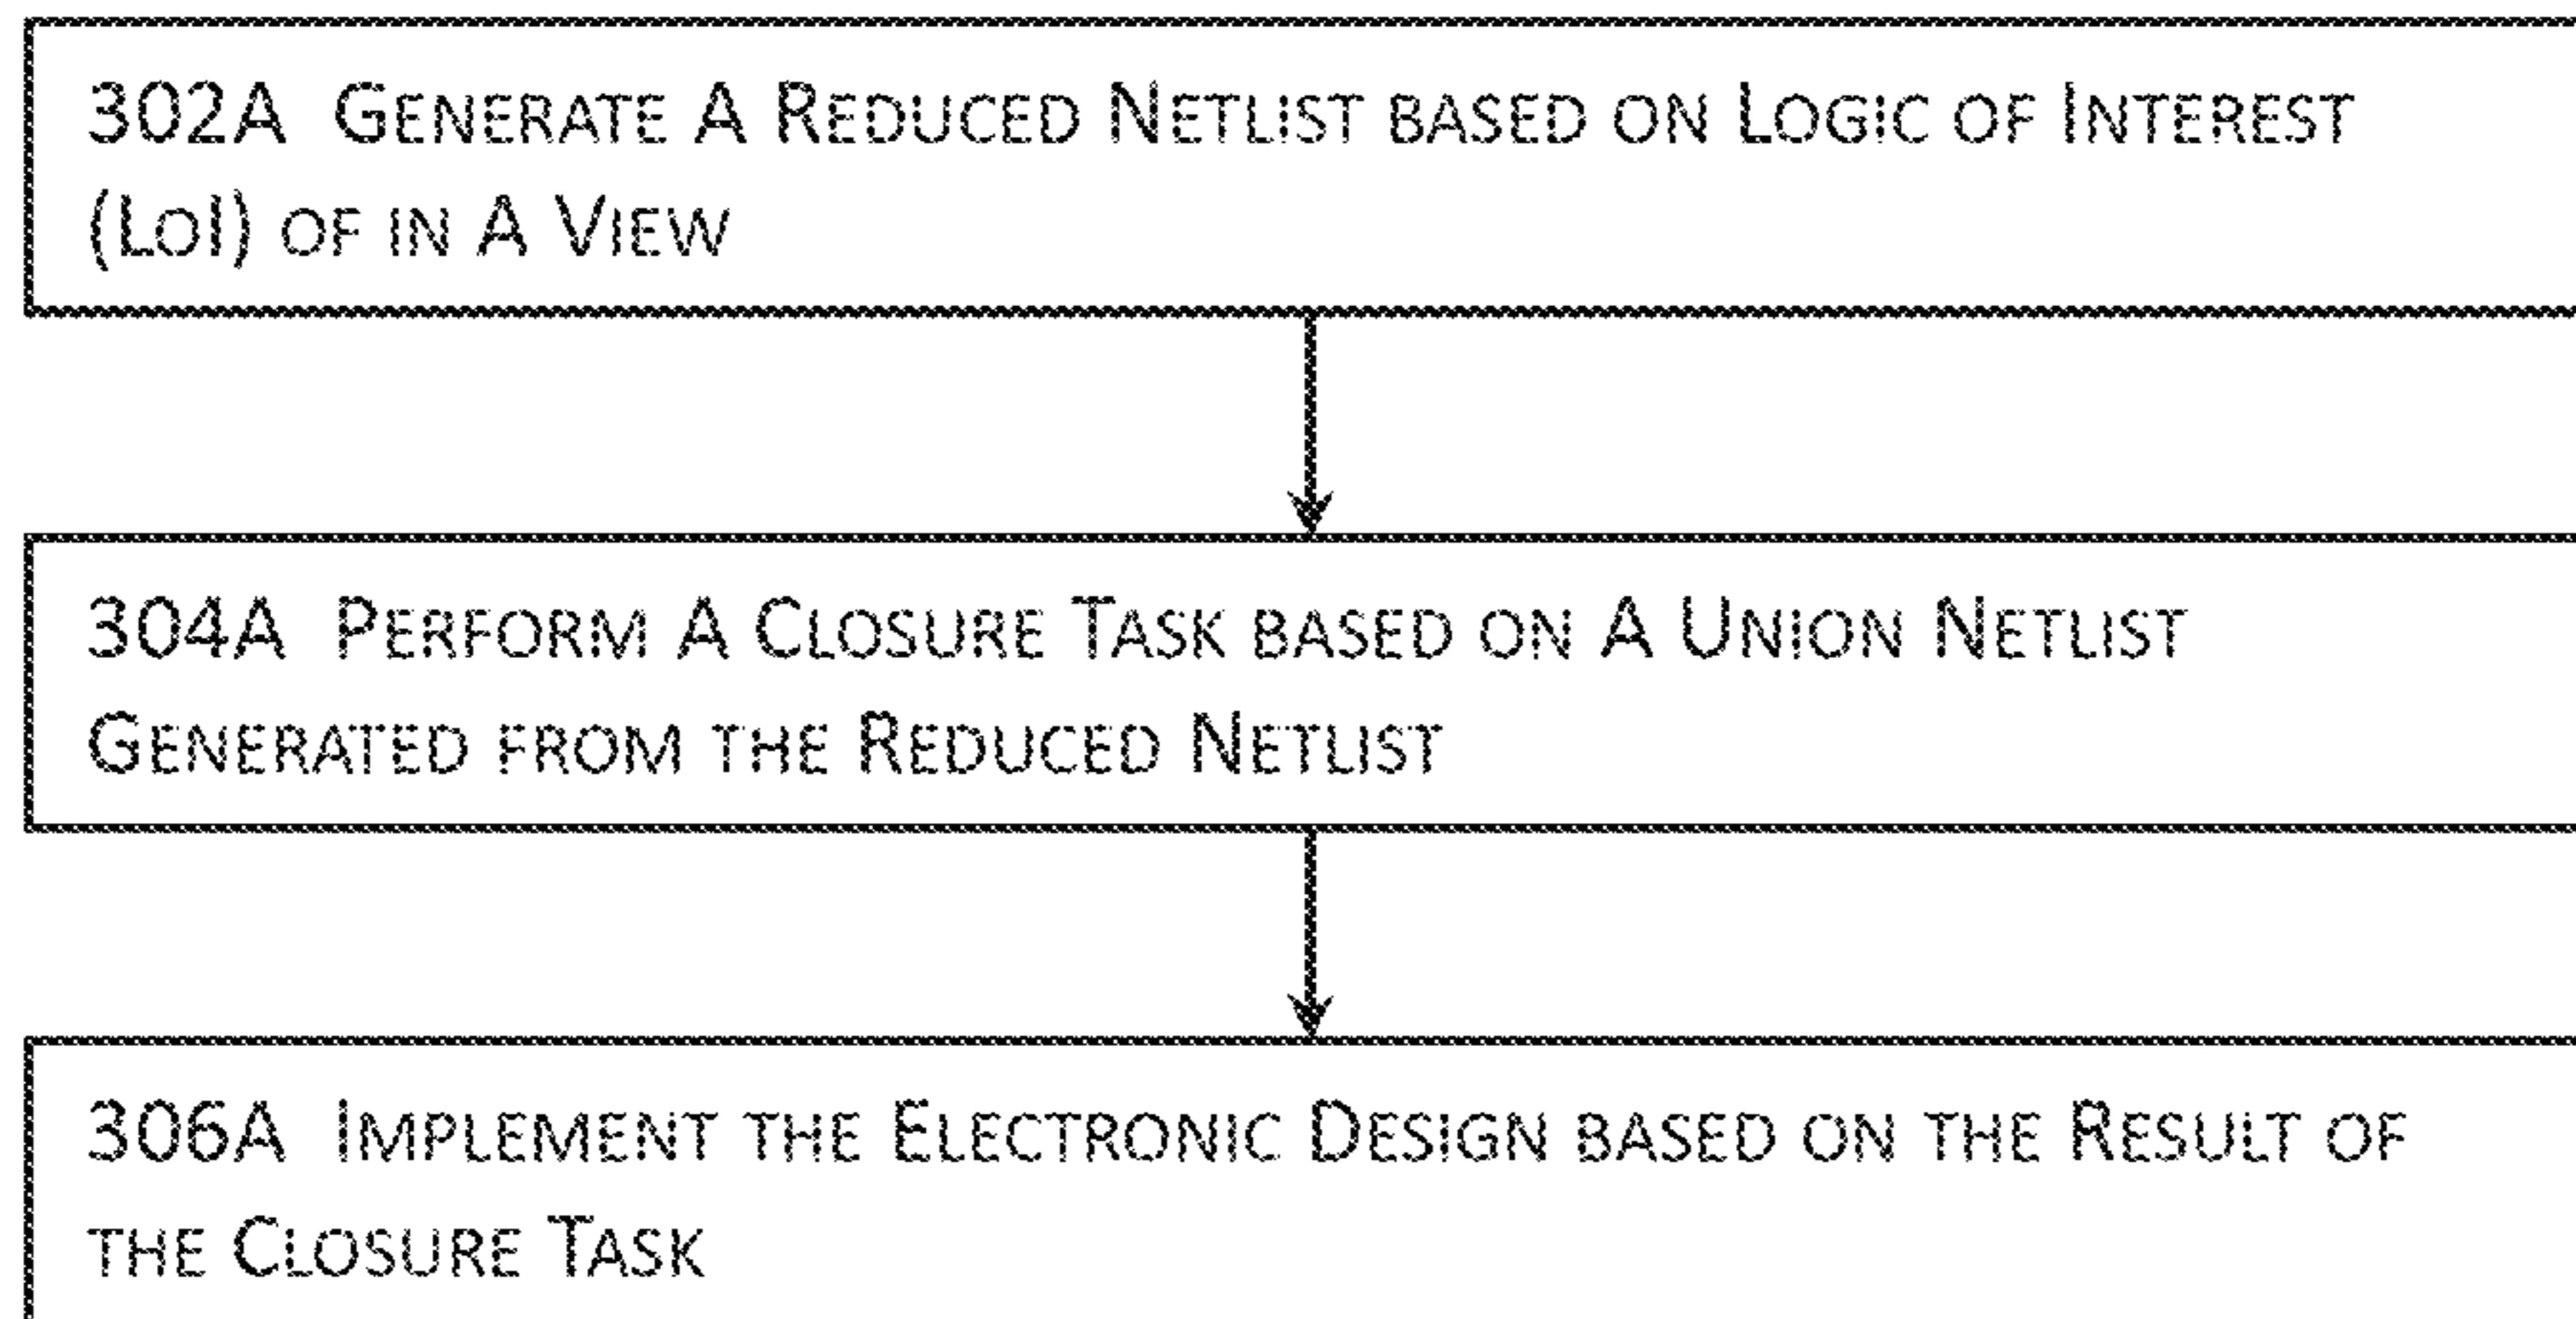 302A Generate A Reduced Netlist based on Logic of Interest
(LoI) of in A View
304A Perform A Closure Task based on A Union Netlist
Generated from the Reduced Netlist
306A Implement the Electronic Design based on the Result of
the Closure Task